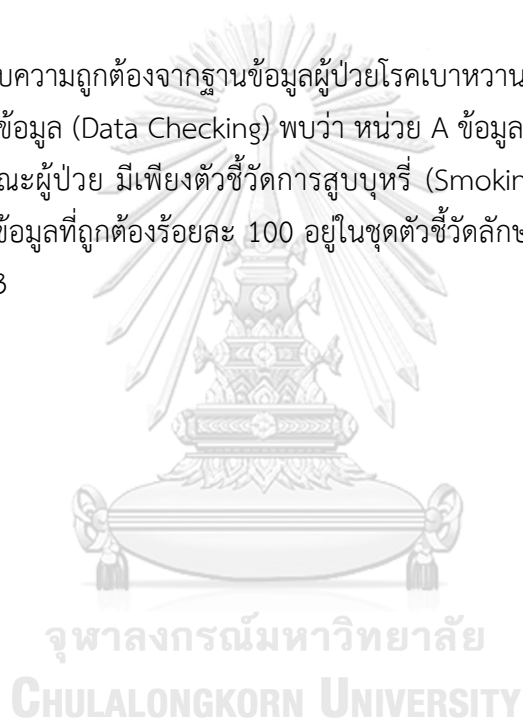 บความถูกต้องจากฐานข้อมูลผู้ป่วยโรคเบาหวาน
ข้อมูล (Data Checking) พบว่า หน่วย A ข้อมูล
ณะผู้ป่วย มีเพียงตัวชี้วัดการสูบบุหรี่ (Smokin
ข้อมูลที่ถูกต้องร้อยละ 100 อยู่ในชุดตัวชี้วัดลักษ
3
จุฬาลงกรณ์มหาวิทยาลัย
CHULALONGKORN UNIVERSITY